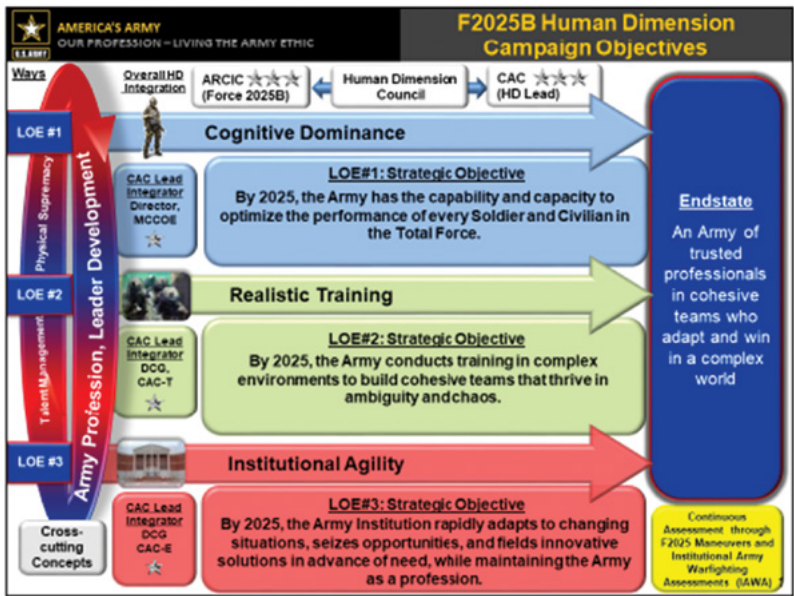 U.S.ARMY
AMERICA'S ARMY
OUR PROFESSION – LIVING THE ARMY ETHIC
F2025B Human Dimension
Campaign Objectives
Ways
Overall HD
Integration
ARCIC
(Force 2025B)
Human Dimension
Council
CAC
(HD Lead)
LOE #1
Cognitive Dominance
CAC Lead
Integrator
Director,
MCCOE
LOE#1: Strategic Objective
By 2025, the Army has the capability and capacity to
optimize the performance of every Soldier and Civilian in
the Total Force.
Physical Supremacy
Army Profession, Leader Development
Talent Management
LOE #2
Realistic Training
CAC Lead
Integrator
DCG,
CAC-T
LOE#2: Strategic Objective
By 2025, the Army conducts training in complex
environments to build cohesive teams that thrive in
ambiguity and chaos.
LOE #3
Institutional Agility
CAC Lead
Integrator
DCG
CAC-E
LOE#3: Strategic Objective
By 2025, the Army Institution rapidly adapts to changing
situations, seizes opportunities, and fields innovative
solutions in advance of need, while maintaining the Army
as a profession.
Cross-
cutting
Concepts
Endstate
An Army of
trusted
professionals
in cohesive
teams who
adapt and win
in a complex
world
Continuous
Assessment through
F2025 Maneuvers and
Institutional Army
Warfighting
Assessments (IAWA)